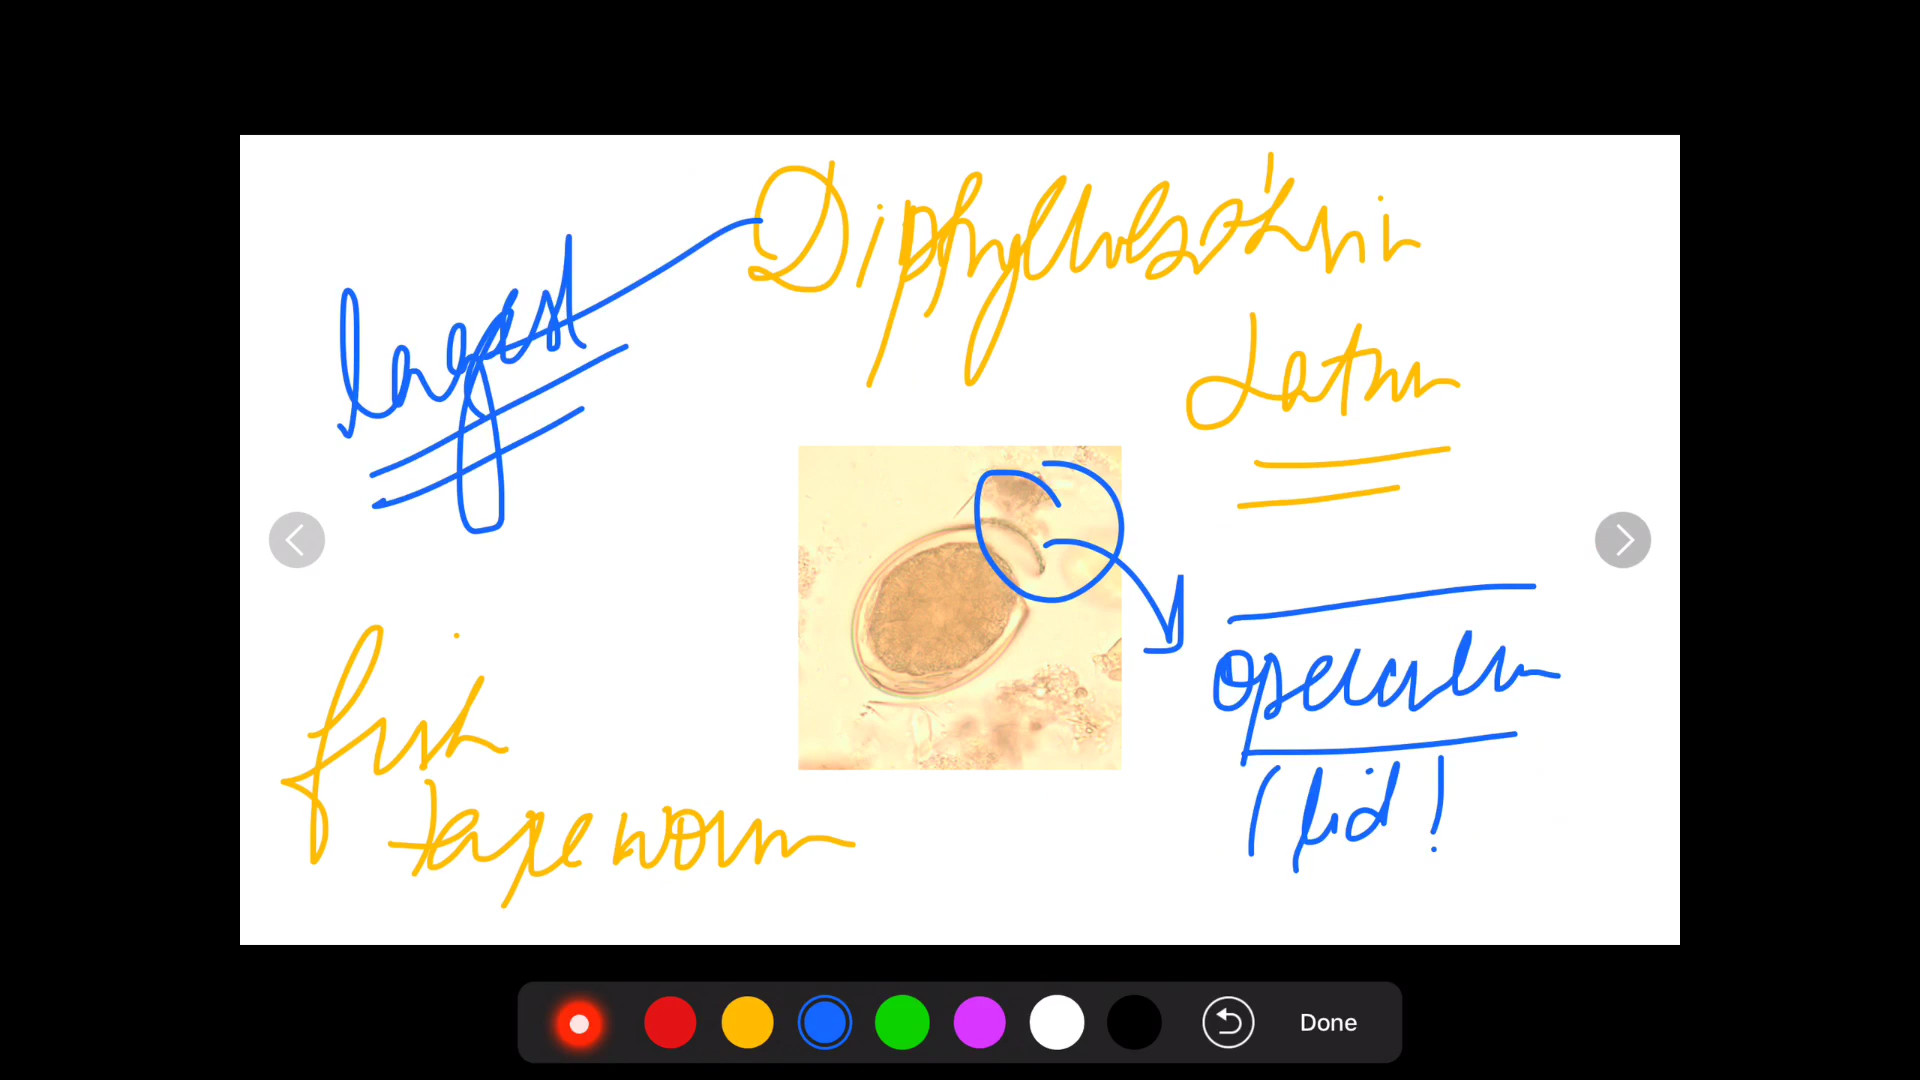 Diphyllobothrium
Latum
largest
operculum
(lid!
fish
tapeworm
Done